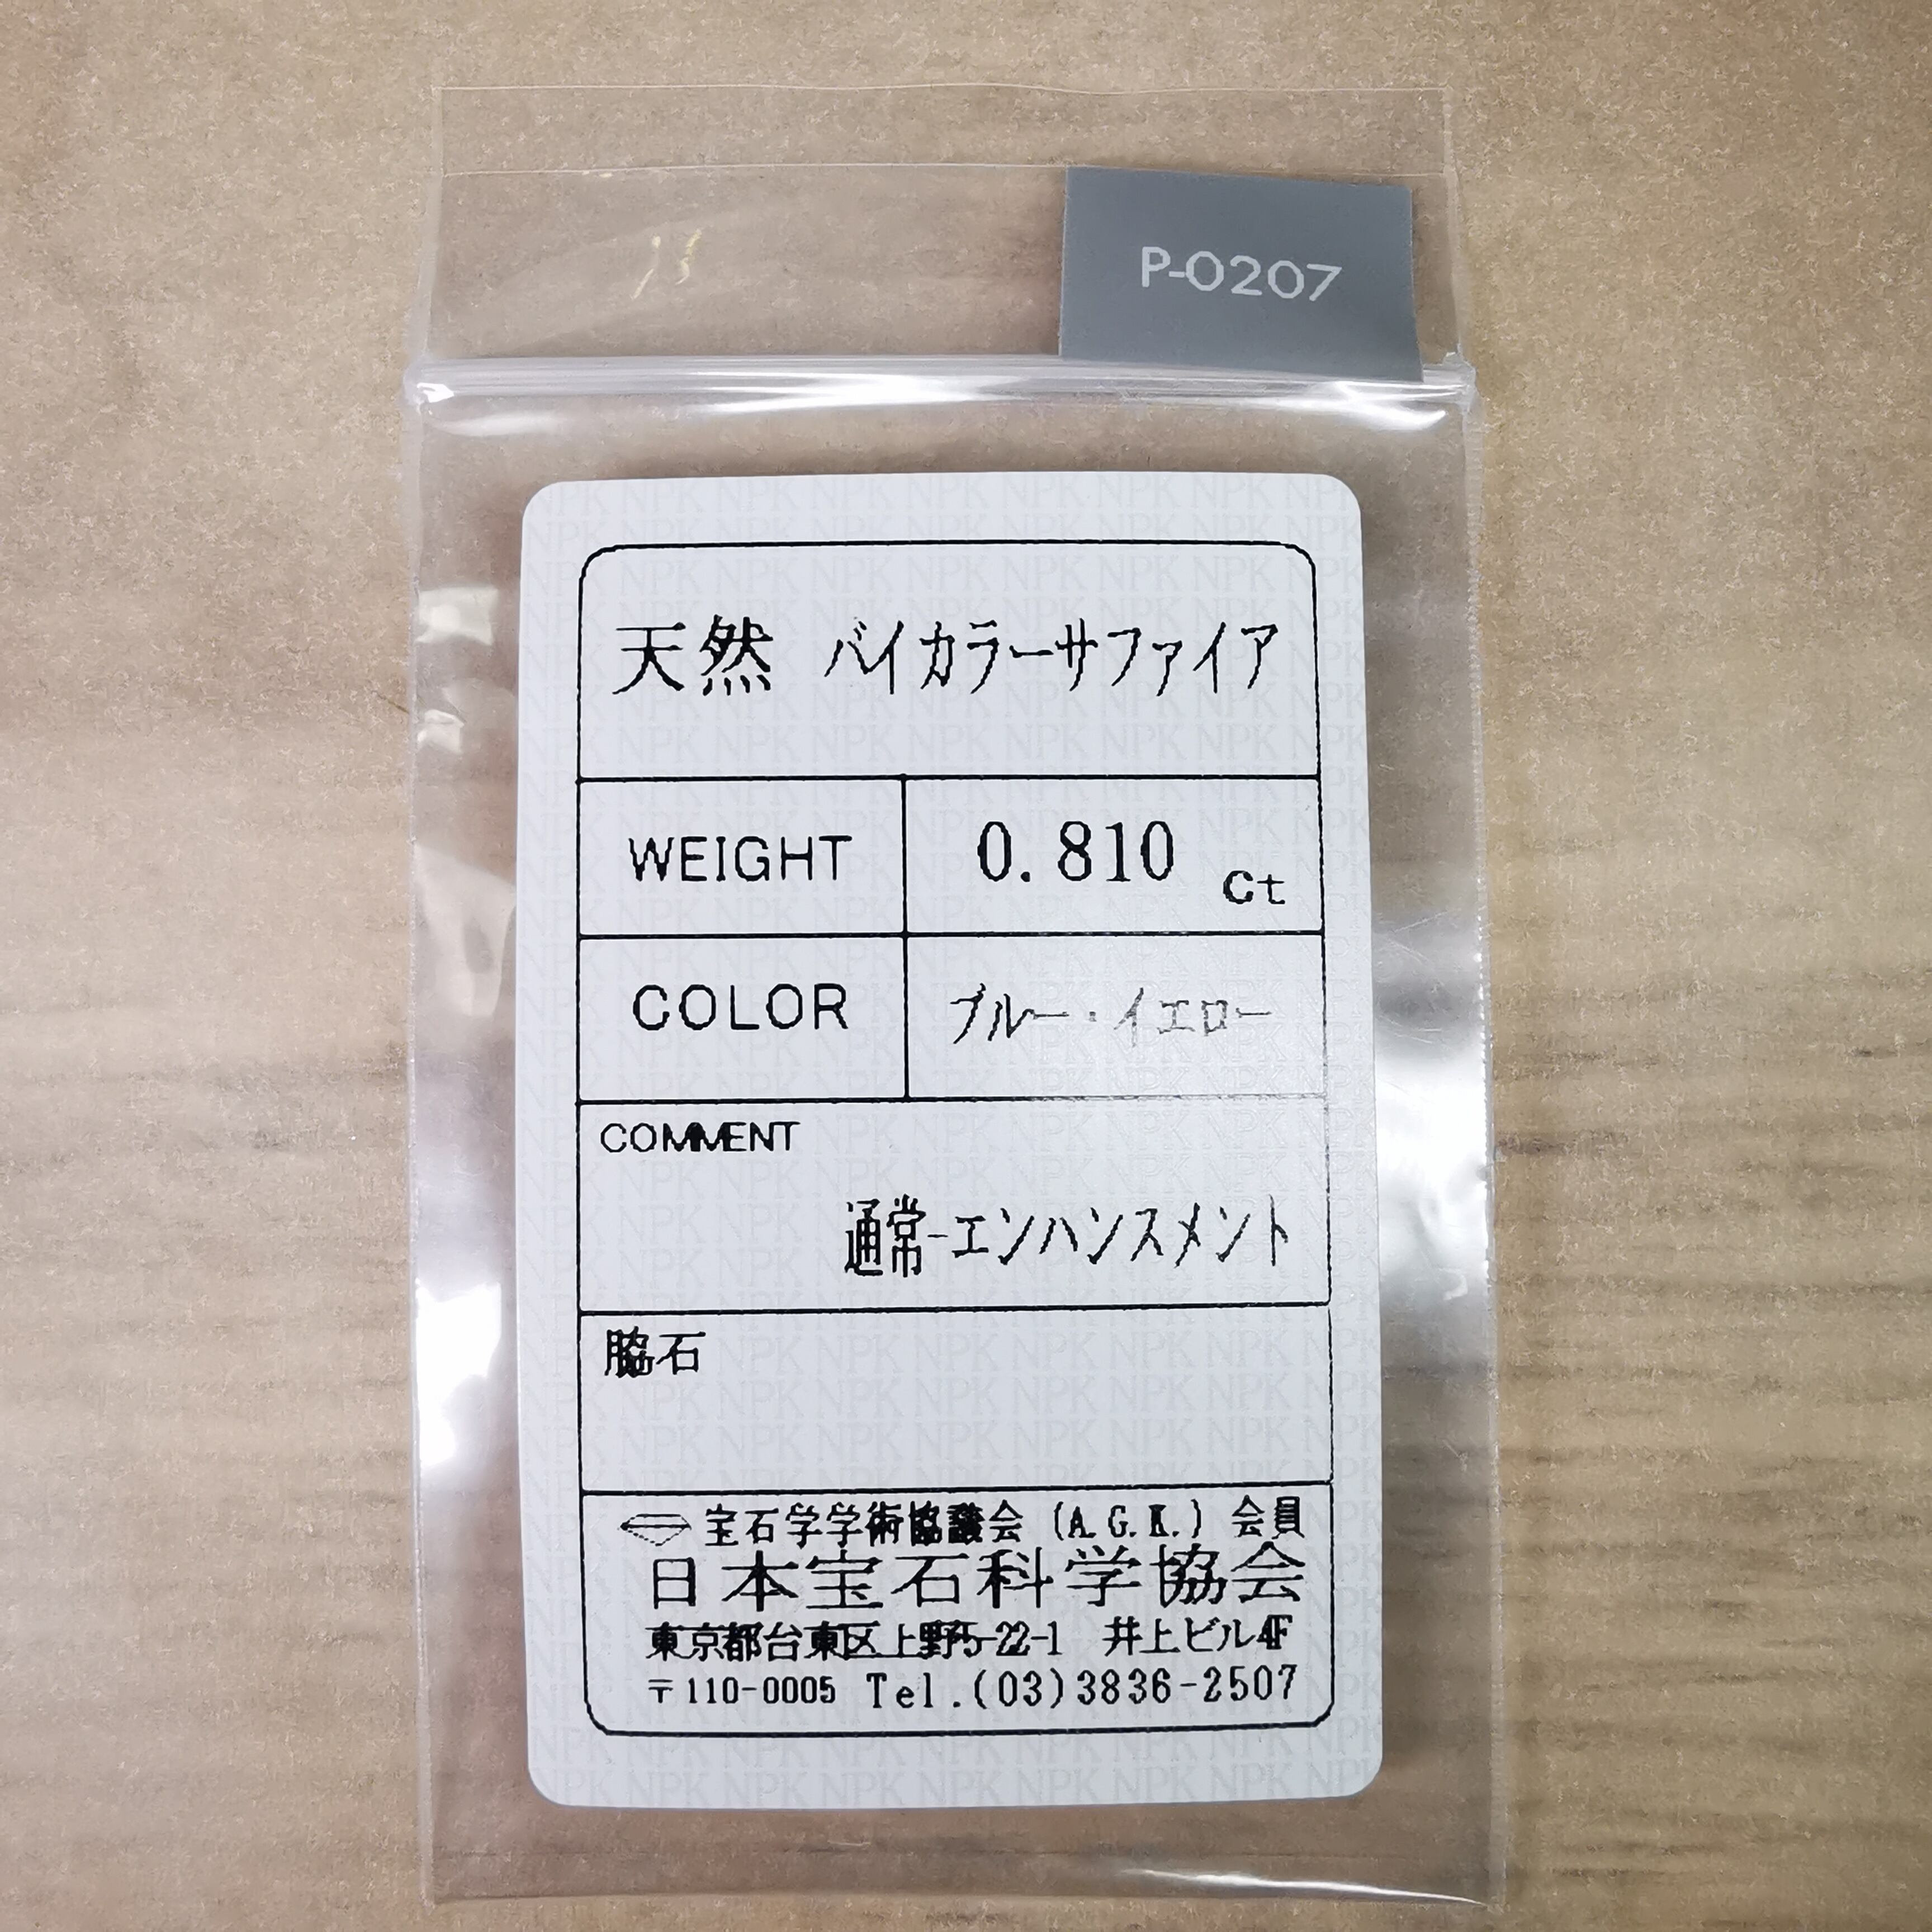 P-0207
天然 バイカラーサファイア
WEIGHT 0.810 ct
COLOR ブルー・イエロー
COMMENT
通常-エンハンスメント
脇石
宝石学学術協議会 (A.G.K.) 会員
日本宝石科学協会
東京都台東区上野5-22-1 井上ビル4F
〒110-0005 Tel.(03)3836-2507